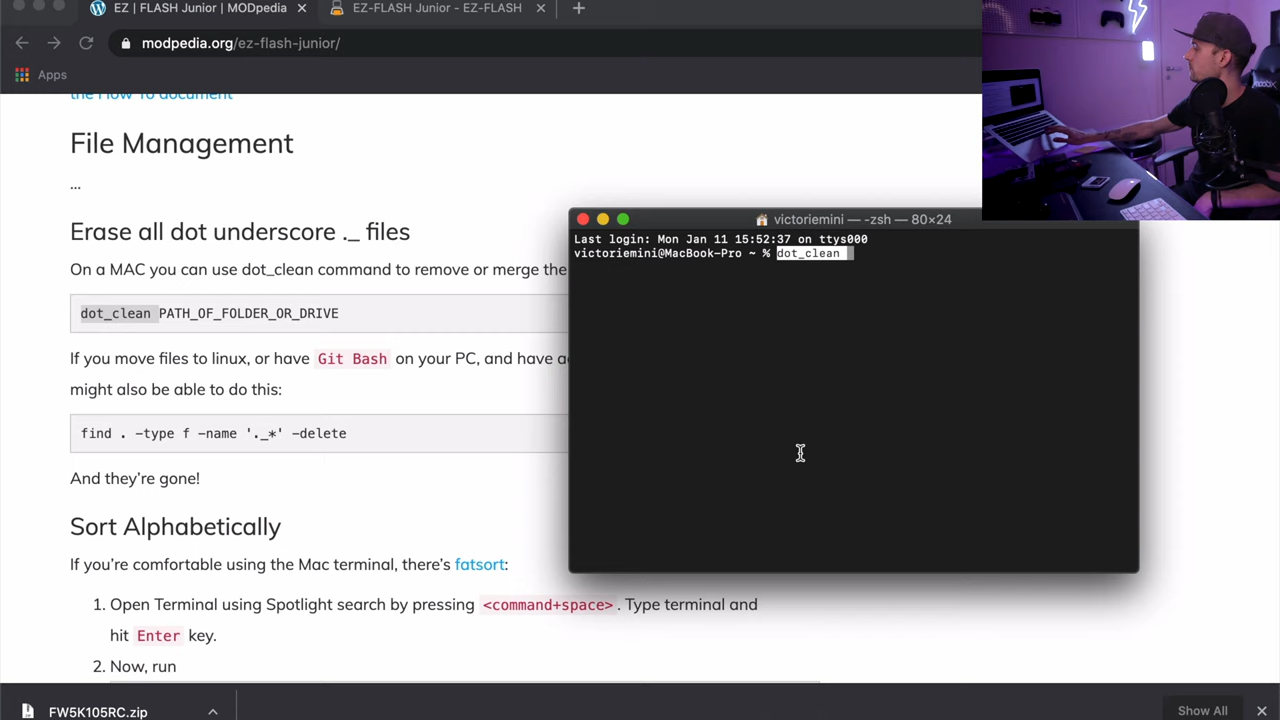 EZ | FLASH Junior | MODpedia
EZ-FLASH Junior - EZ-FLASH
modpedia.org/ez-flash-junior/
Apps
the How To document
File Management
...
Erase all dot underscore ._ files
On a MAC you can use dot_clean command to remove or merge the
dot_clean PATH_OF_FOLDER_OR_DRIVE
If you move files to linux, or have Git Bash on your PC, and have a
might also be able to do this:
find . -type f -name '._*' -delete
And they're gone!
Sort Alphabetically
If you're comfortable using the Mac terminal, there's fatsort:
1. Open Terminal using Spotlight search by pressing <command+space>. Type terminal and
hit Enter key.
2. Now, run
victoriemini — -zsh — 80×24
Last login: Mon Jan 11 15:52:37 on ttys000
victoriemini@MacBook-Pro ~ % dot_clean
FW5K105RC.zip
Show All